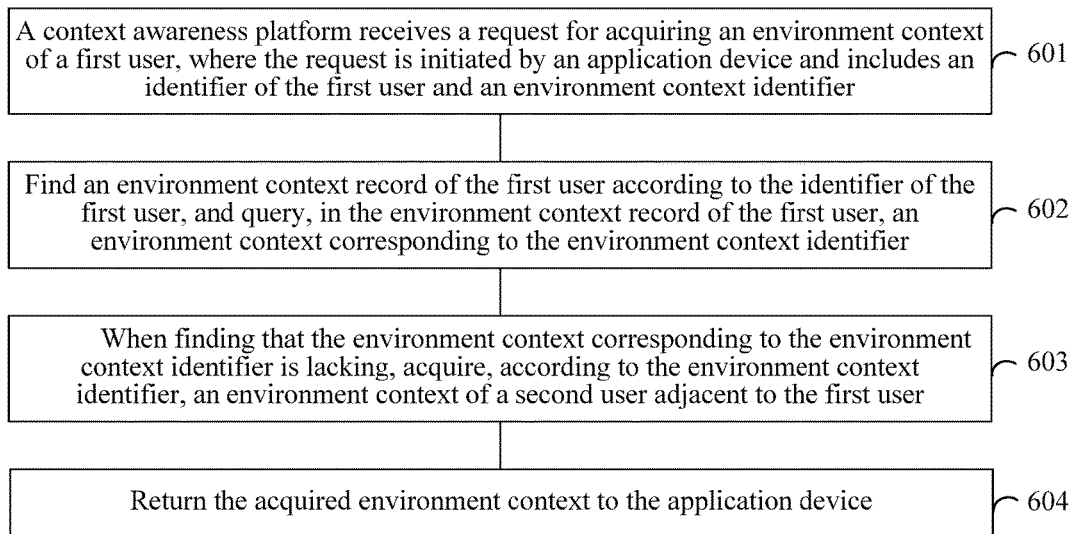 A context awareness platform receives a request for acquiring an environment context
of a first user, where the request is initiated by an application device and includes an
identifier of the first user and an environment context identifier
601
Find an environment context record of the first user according to the identifier of the
first user, and query, in the environment context record of the first user, an
environment context corresponding to the environment context identifier
602
When finding that the environment context corresponding to the environment
context identifier is lacking, acquire, according to the environment context
identifier, an environment context of a second user adjacent to the first user
603
Return the acquired environment context to the application device
604